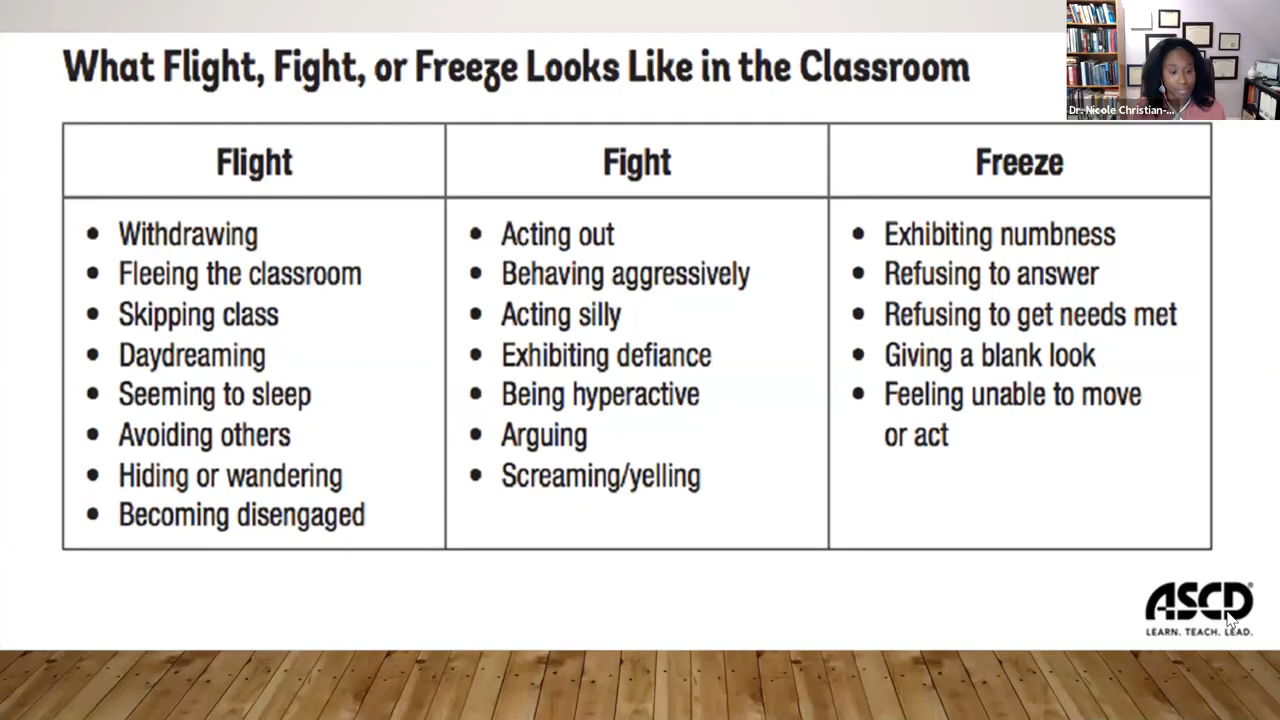 What Flight, Fight, or Freeze Looks Like in the Classroom
Dr. Nicole Christian-...
Flight
Withdrawing
Fleeing the classroom
Skipping class
Daydreaming
Seeming to sleep
Avoiding others
Hiding or wandering
Becoming disengaged
Fight
Acting out
Behaving aggressively
Acting silly
Exhibiting defiance
Being hyperactive
Arguing
Screaming/yelling
Freeze
Exhibiting numbness
Refusing to answer
Refusing to get needs met
Giving a blank look
Feeling unable to move
or act
ASCD
LEARN. TEACH. LEAD.